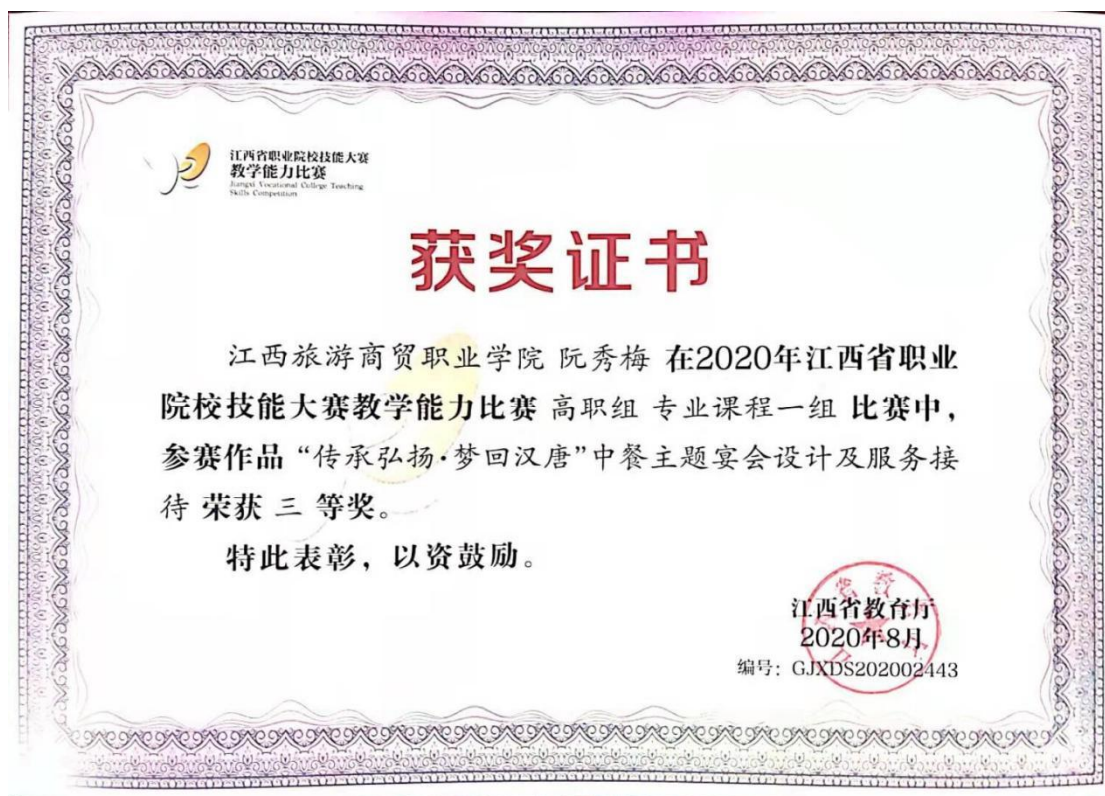 江西省职业院校技能大赛
教学能力比赛
Jiangxi Vocational College Teaching
Skills Competition
获奖证书
江西旅游商贸职业学院 阮秀梅 在2020年江西省职业
院校技能大赛教学能力比赛 高职组 专业课程一组 比赛中，
参赛作品 “传承弘扬·梦回汉唐”中餐主题宴会设计及服务接
待 荣获 三 等奖。
特此表彰，以资鼓励。
江西省教育厅
2020年8月
编号：GJXDS202002443